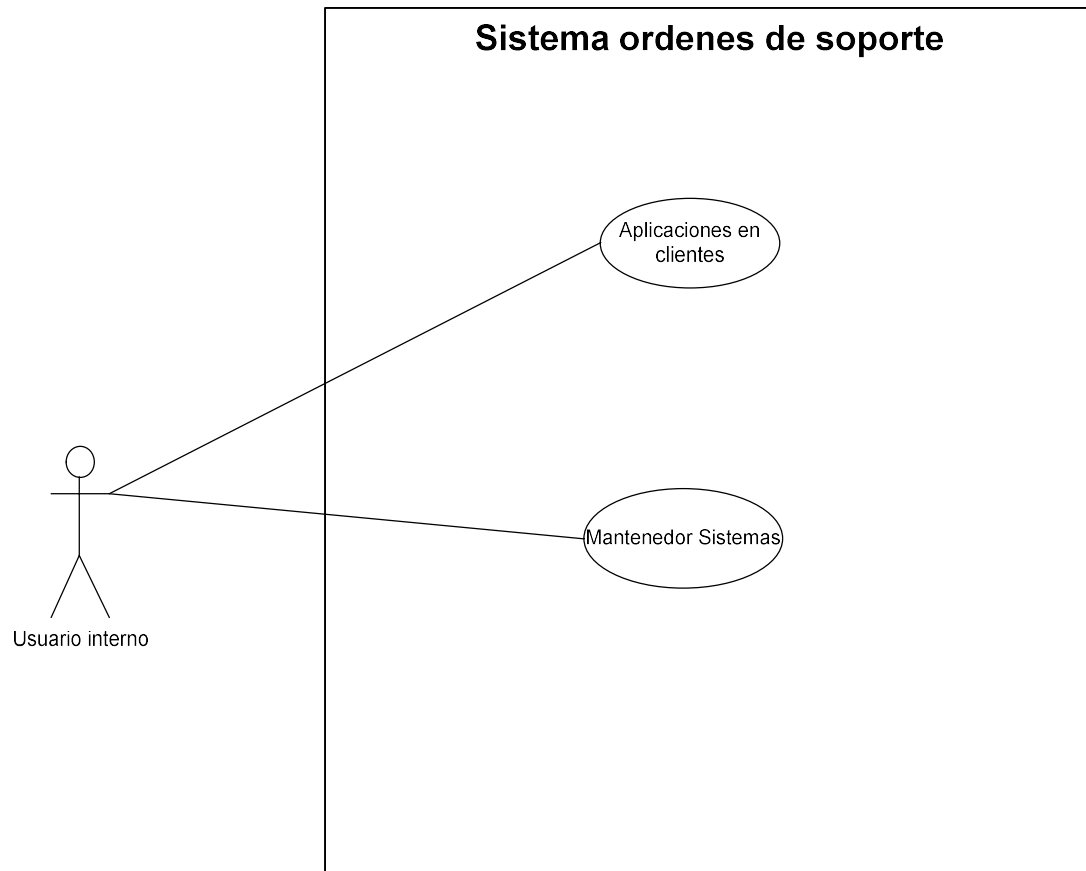 Sistema ordenes de soporte
Aplicaciones en
clientes
Mantenedor Sistemas
Usuario interno